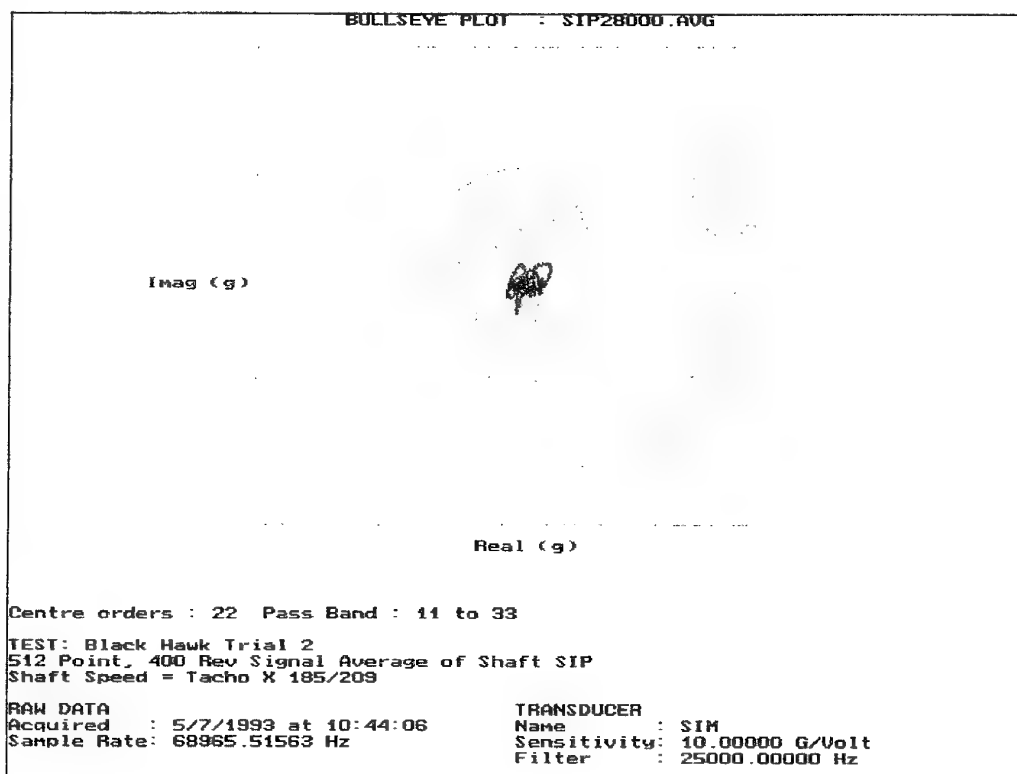 BULLSEYE PLOT : SIP28000.AVG
Imag (g)
Real (g)
Centre orders : 22 Pass Band : 11 to 33
TEST: Black Hawk Trial 2
512 Point, 400 Rev Signal Average of Shaft SIP
Shaft Speed = Tacho X 185/209
RAW DATA
Acquired : 5/7/1993 at 10:44:06
Sample Rate: 68965.51563 Hz
TRANSDUCER
Name : SIM
Sensitivity: 10.00000 G/Volt
Filter : 25000.00000 Hz